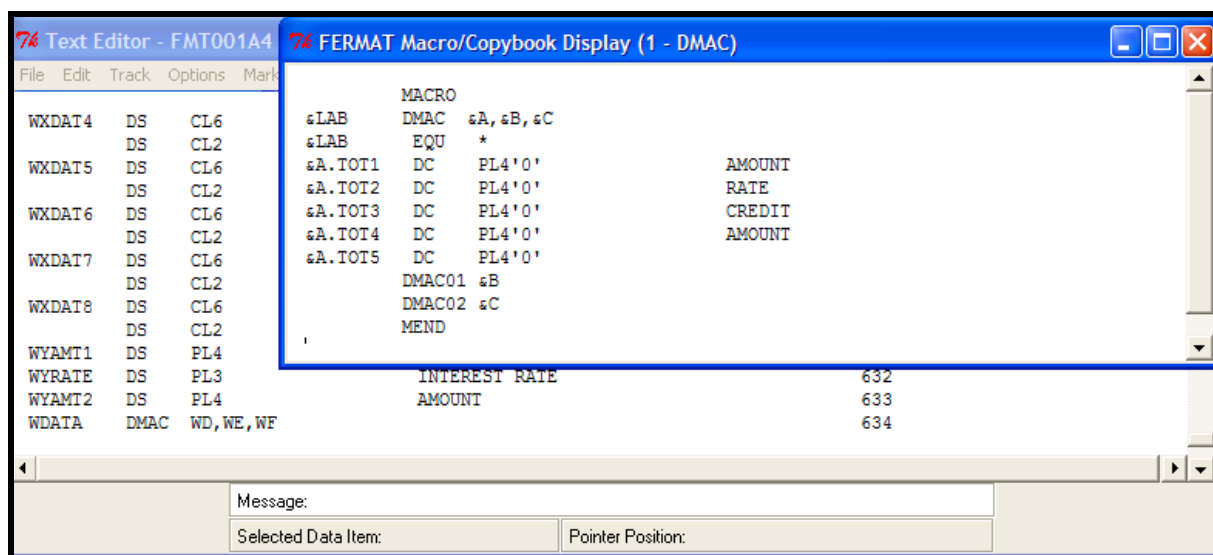 Text Editor - FMT001A4
File Edit Track Options Mark
WXDAT4 DS CL6
DS CL2
WXDAT5 DS CL6
DS CL2
WXDAT6 DS CL6
DS CL2
WXDAT7 DS CL6
DS CL2
WXDAT8 DS CL6
DS CL2
WYAMT1 DS PL4
WYRATE DS PL3 INTEREST RATE 632
WYAMT2 DS PL4 AMOUNT 633
WDATA DMAC WD,WE,WF 634
FERMAT Macro/Copybook Display (1 - DMAC)
MACRO
&LAB DMAC &A,&B,&C
&LAB EQU *
&A.TOT1 DC PL4'0' AMOUNT
&A.TOT2 DC PL4'0' RATE
&A.TOT3 DC PL4'0' CREDIT
&A.TOT4 DC PL4'0' AMOUNT
&A.TOT5 DC PL4'0'
DMAC01 &B
DMAC02 &C
MEND
Message:
Selected Data Item: Pointer Position: